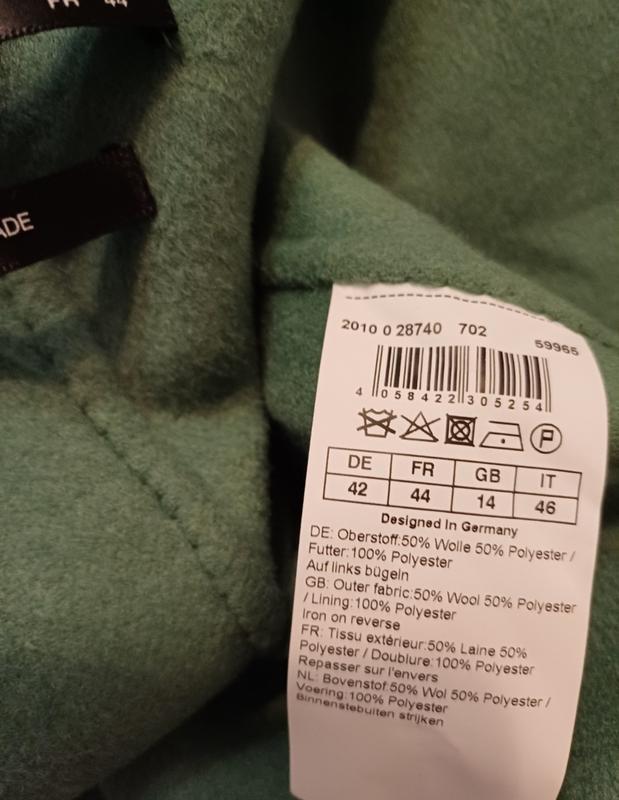 FR 44
ADE
2010 0 28740 702
59965
4 058422 305254
P
DE FR GB IT
42 44 14 46
Designed In Germany
DE: Oberstoff:50% Wolle 50% Polyester /
Futter:100% Polyester
Auf links bügeln
GB: Outer fabric:50% Wool 50% Polyester
/ Lining:100% Polyester
Iron on reverse
FR: Tissu extérieur:50% Laine 50%
Polyester / Doublure:100% Polyester
Repasser sur l'envers
NL: Bovenstof:50% Wol 50% Polyester /
Voering:100% Polyester
Binnenstebuiten strijken